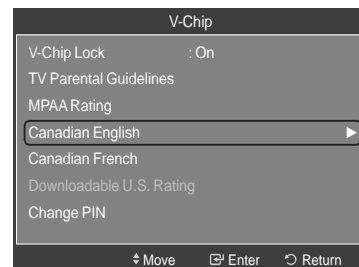 V-Chip
V-Chip Lock : On
TV Parental Guidelines
MPAA Rating
Canadian English
Canadian French
Downloadable U.S. Rating
Change PIN
Move Enter Return